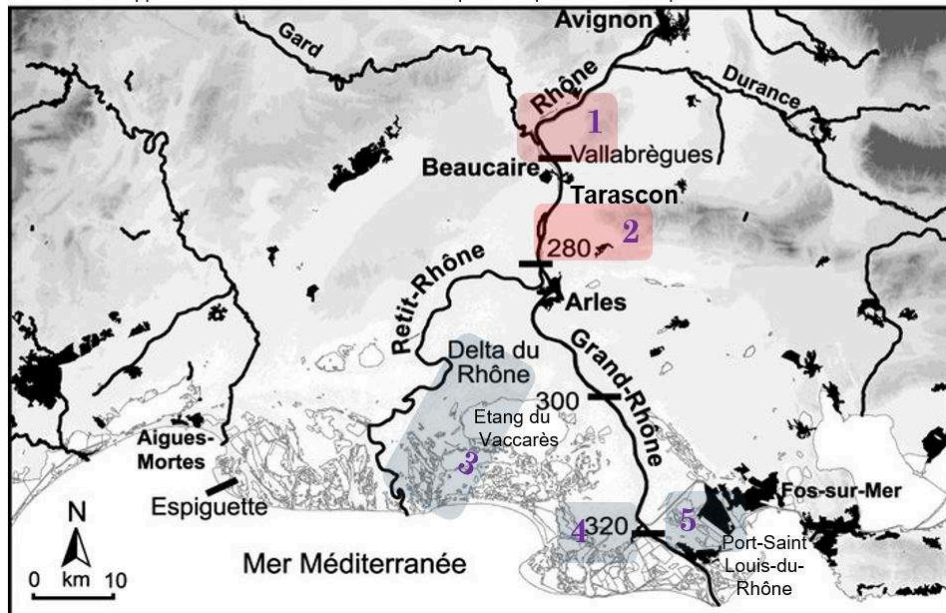 Avignon
Gard
Rhône
Durance
1
Vallabrègues
Beaucaire
Tarascon
2
280
Retit-Rhône
Arles
Grand-Rhône
Delta du
Rhône
300
Etang du
Vaccarès
3
Aigues-
Mortes
Espiguette
Fos-sur-Mer
4
320
5
Port-Saint
Louis-du-
Rhône
N
Mer Méditerranée
0 km 10